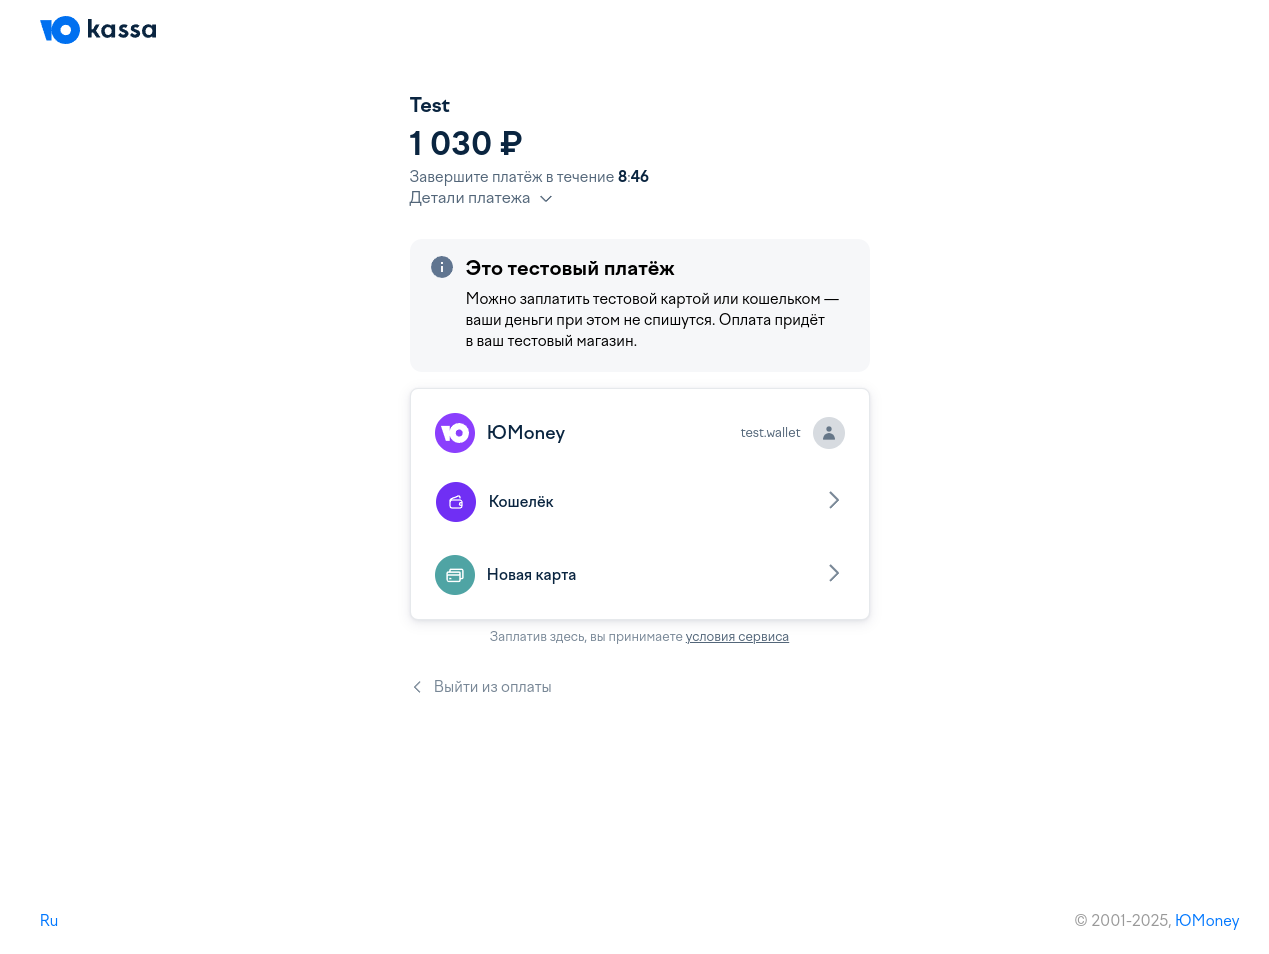 kassa
Test
1 030 ₽
Завершите платёж в течение 8:46
Детали платежа
Это тестовый платёж
Можно заплатить тестовой картой или кошельком —
ваши деньги при этом не спишутся. Оплата придёт
в ваш тестовый магазин.
ЮMoney
test.wallet
Кошелёк
Новая карта
Заплатив здесь, вы принимаете условия сервиса
Выйти из оплаты
Ru
© 2001-2025, ЮMoney